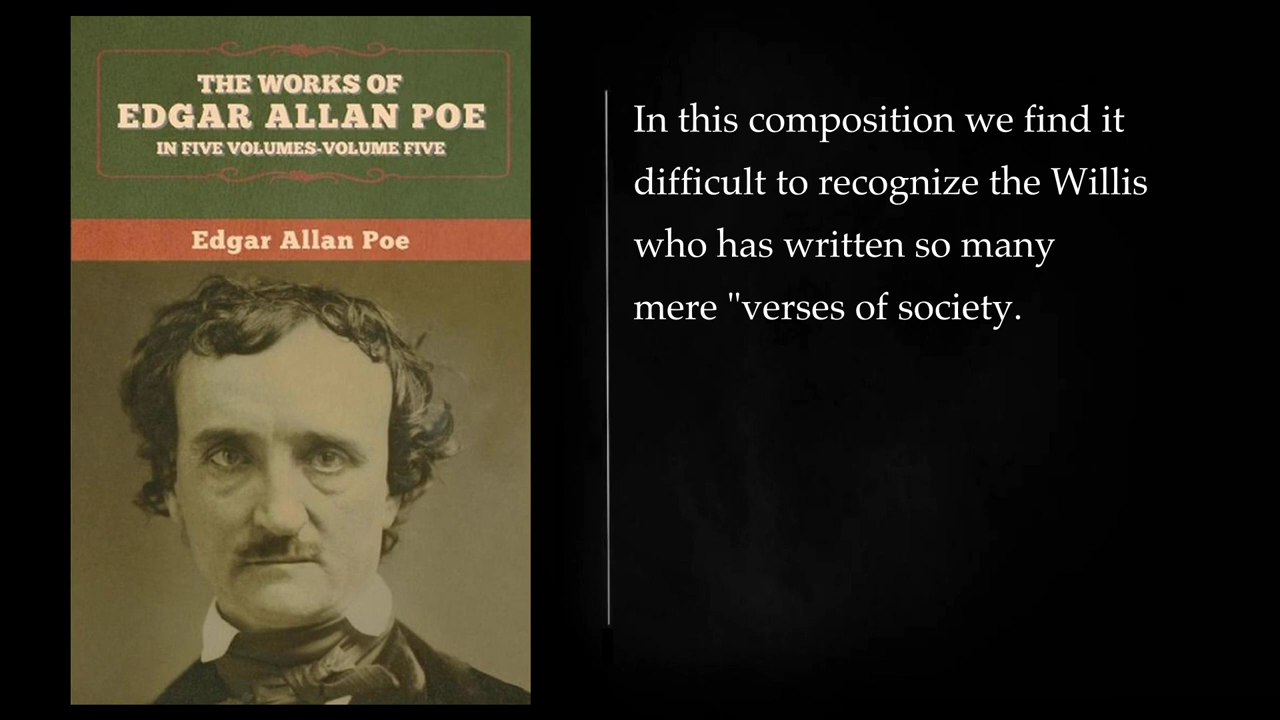 THE WORKS OF
EDGAR ALLAN POE
IN FIVE VOLUMES-VOLUME FIVE
Edgar Allan Poe
In this composition we find it
difficult to recognize the Willis
who has written so many
mere "verses of society.